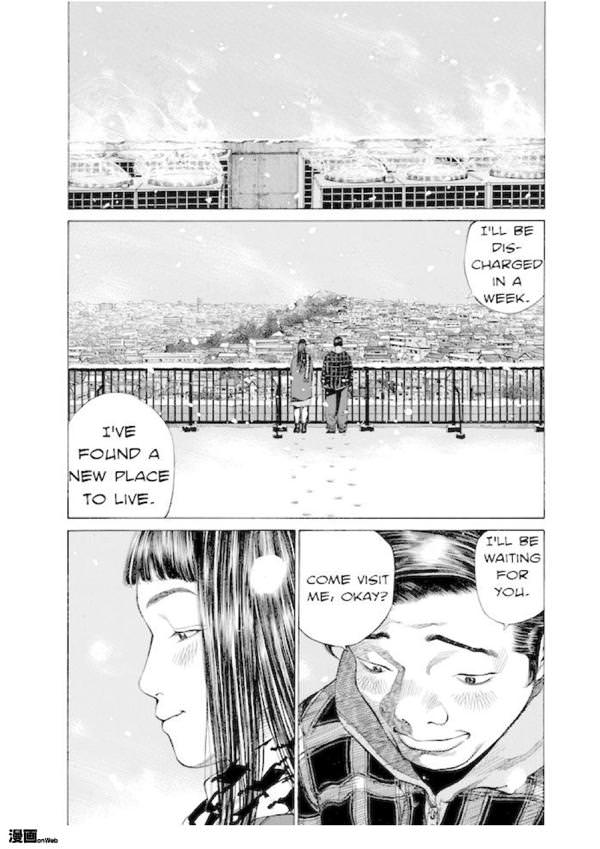 I'LL BE
DIS-
CHARGED
IN A
WEEK.
I'VE
FOUND A
NEW PLACE
TO LIVE.
I'LL BE
WAITING
FOR
YOU.
COME VISIT
ME, OKAY?
漫画onWeb